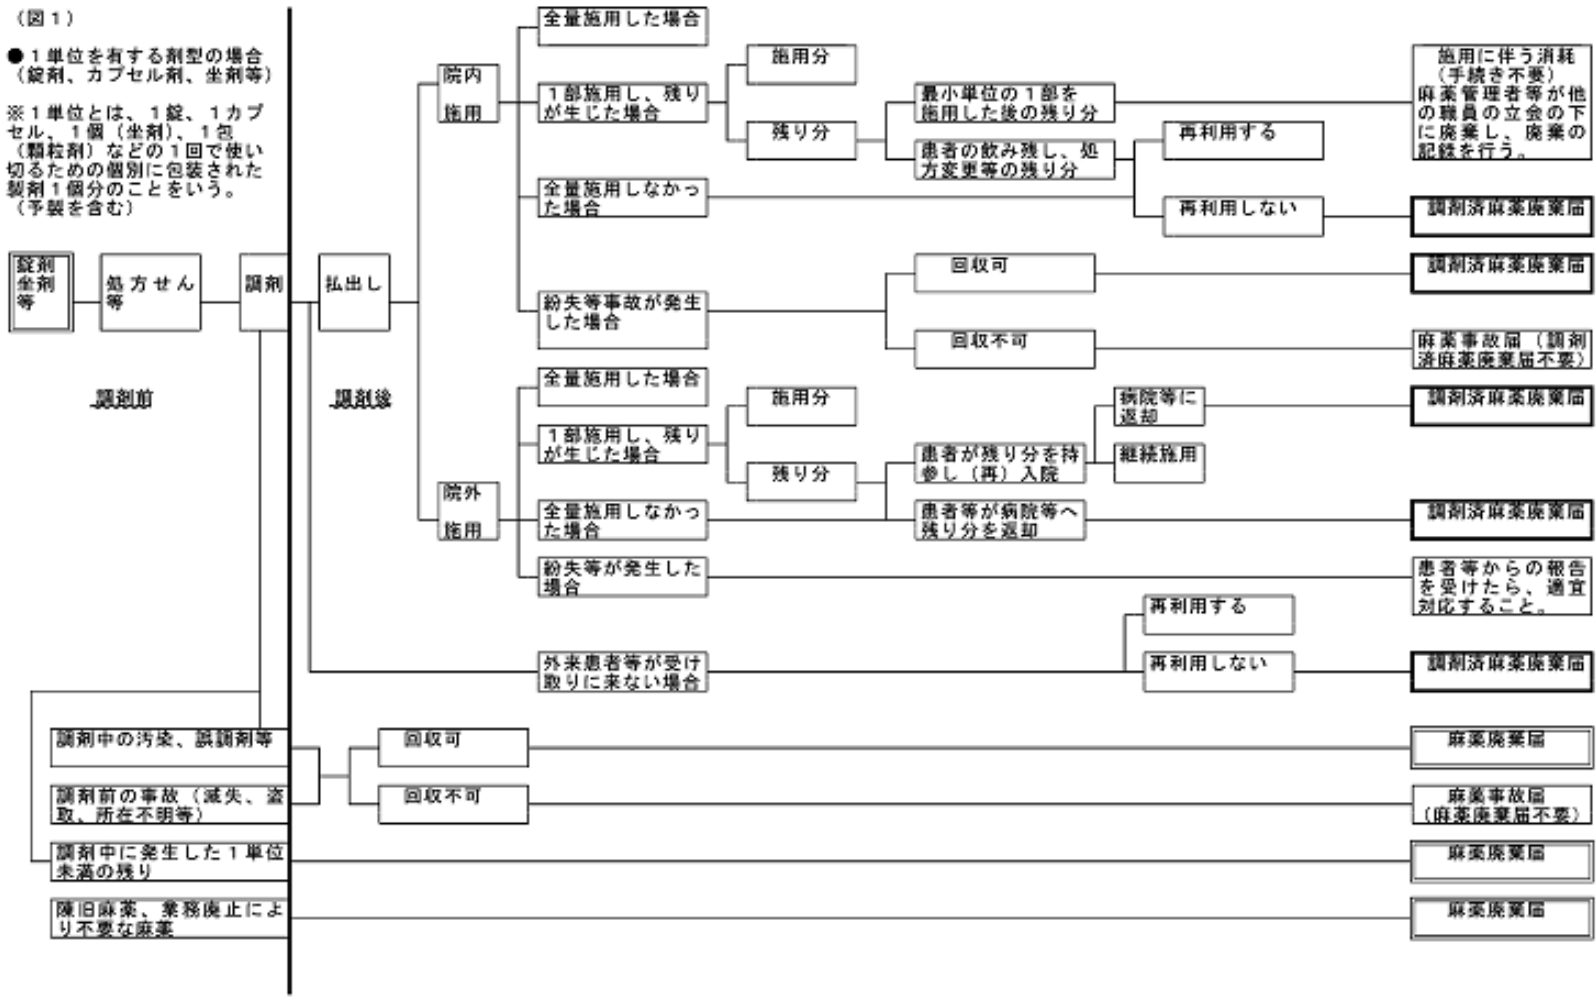 （図１）
●１単位を有する剤型の場合
（錠剤、カプセル剤、坐剤等）
※１単位とは、１錠、１カプ
セル、１個（坐剤）、１包
（顆粒剤）などの１回で使い
切るための個別に包装された
製剤１個分のことをいう。
（予製を含む）
錠剤
坐剤
等
処方せん
等
調剤
払出し
調剤前
調剤後
院内
施用
全量施用した場合
１部施用し、残り
が生じた場合
施用分
残り分
最小単位の１部を
施用した後の残り分
患者の飲み残し、処
方変更等の残り分
施用に伴う消耗
（手続き不要）
麻薬管理者等が他
の職員の立会の下
に廃棄し、廃棄の
記録を行う。
再利用する
再利用しない
調剤済麻薬廃棄届
全量施用しなかっ
た場合
紛失等事故が発生
した場合
回収可
調剤済麻薬廃棄届
回収不可
麻薬事故届（調剤
済麻薬廃棄届不要）
院外
施用
全量施用した場合
１部施用し、残り
が生じた場合
施用分
残り分
患者が残り分を持
参し（再）入院
病院等に
返却
調剤済麻薬廃棄届
継続施用
全量施用しなかっ
た場合
患者等が病院等へ
残り分を返却
調剤済麻薬廃棄届
紛失等が発生した
場合
患者等からの報告
を受けたら、適宜
対応すること。
外来患者等が受け
取りに来ない場合
再利用する
再利用しない
調剤済麻薬廃棄届
調剤中の汚染、誤調剤等
回収可
麻薬廃棄届
調剤前の事故（滅失、盗
取、所在不明等）
回収不可
麻薬事故届
（麻薬廃棄届不要）
調剤中に発生した１単位
未満の残り
麻薬廃棄届
陳旧麻薬、業務廃止によ
り不要な麻薬
麻薬廃棄届